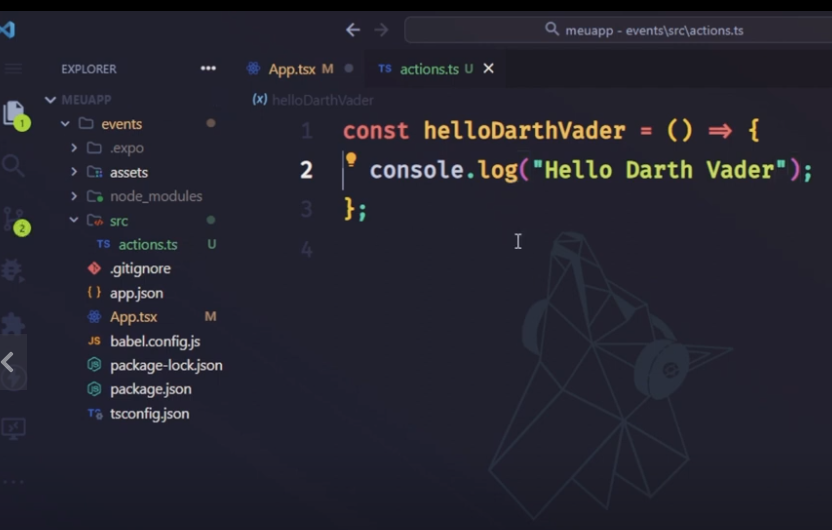 meuapp - events\src\actions.ts
EXPLORER
App.tsx M
TS actions.ts U
MEUAPP
events
.expo
assets
node_modules
src
TS actions.ts U
.gitignore
{} app.json
App.tsx M
JS babel.config.js
package-lock.json
package.json
tsconfig.json
1
2
(x) helloDarthVader
1 const helloDarthVader = () => {
2 console.log("Hello Darth Vader");
3 };
4